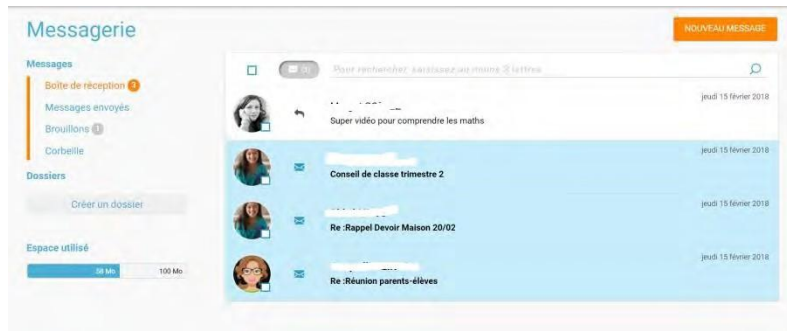 Messagerie
NOUVEAU MESSAGE
Messages
Boîte de réception 3
Messages envoyés
Brouillons 1
Corbeille
Dossiers
Créer un dossier
Espace utilisé
58 Mo 100 Mo
Pour rechercher, saisissez au moins 3 lettres
jeudi 15 février 2018
Super vidéo pour comprendre les maths
jeudi 15 février 2018
Conseil de classe trimestre 2
jeudi 15 février 2018
Re :Rappel Devoir Maison 20/02
jeudi 15 février 2018
Re :Réunion parents-élèves